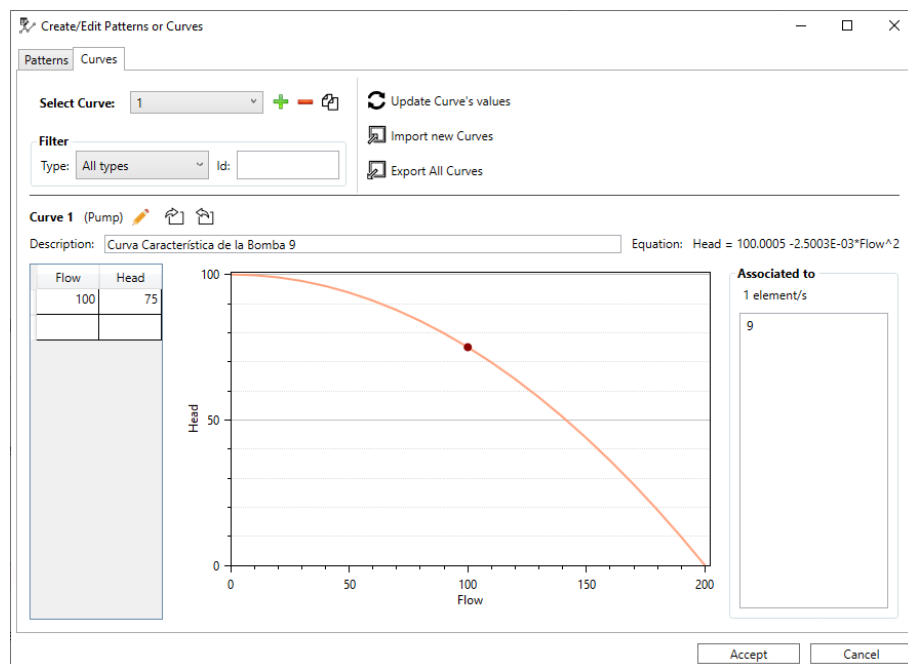 Create/Edit Patterns or Curves
Patterns Curves
Select Curve: 1
Update Curve's values
Filter
Import new Curves
Type: All types Id:
Export All Curves
Curve 1 (Pump)
Description: Curva Característica de la Bomba 9 Equation: Head = 100.0005 -2.5003E-03*Flow^2
Flow Head
100 75
100
50
0
Head
0 50 100 150 200
Flow
Associated to
1 element/s
9
Accept Cancel